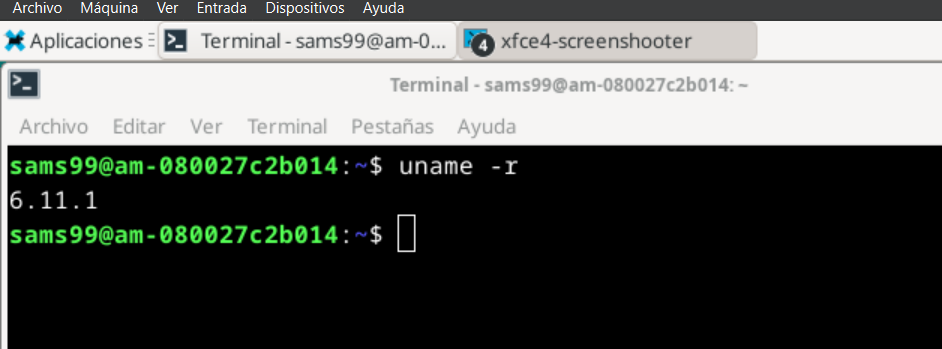 Archivo Máquina Ver Entrada Dispositivos Ayuda
Aplicaciones Terminal - sams99@am-0... 4 xfce4-screenshooter
Terminal - sams99@am-080027c2b014: ~
Archivo Editar Ver Terminal Pestañas Ayuda
sams99@am-080027c2b014:~$ uname -r
6.11.1
sams99@am-080027c2b014:~$